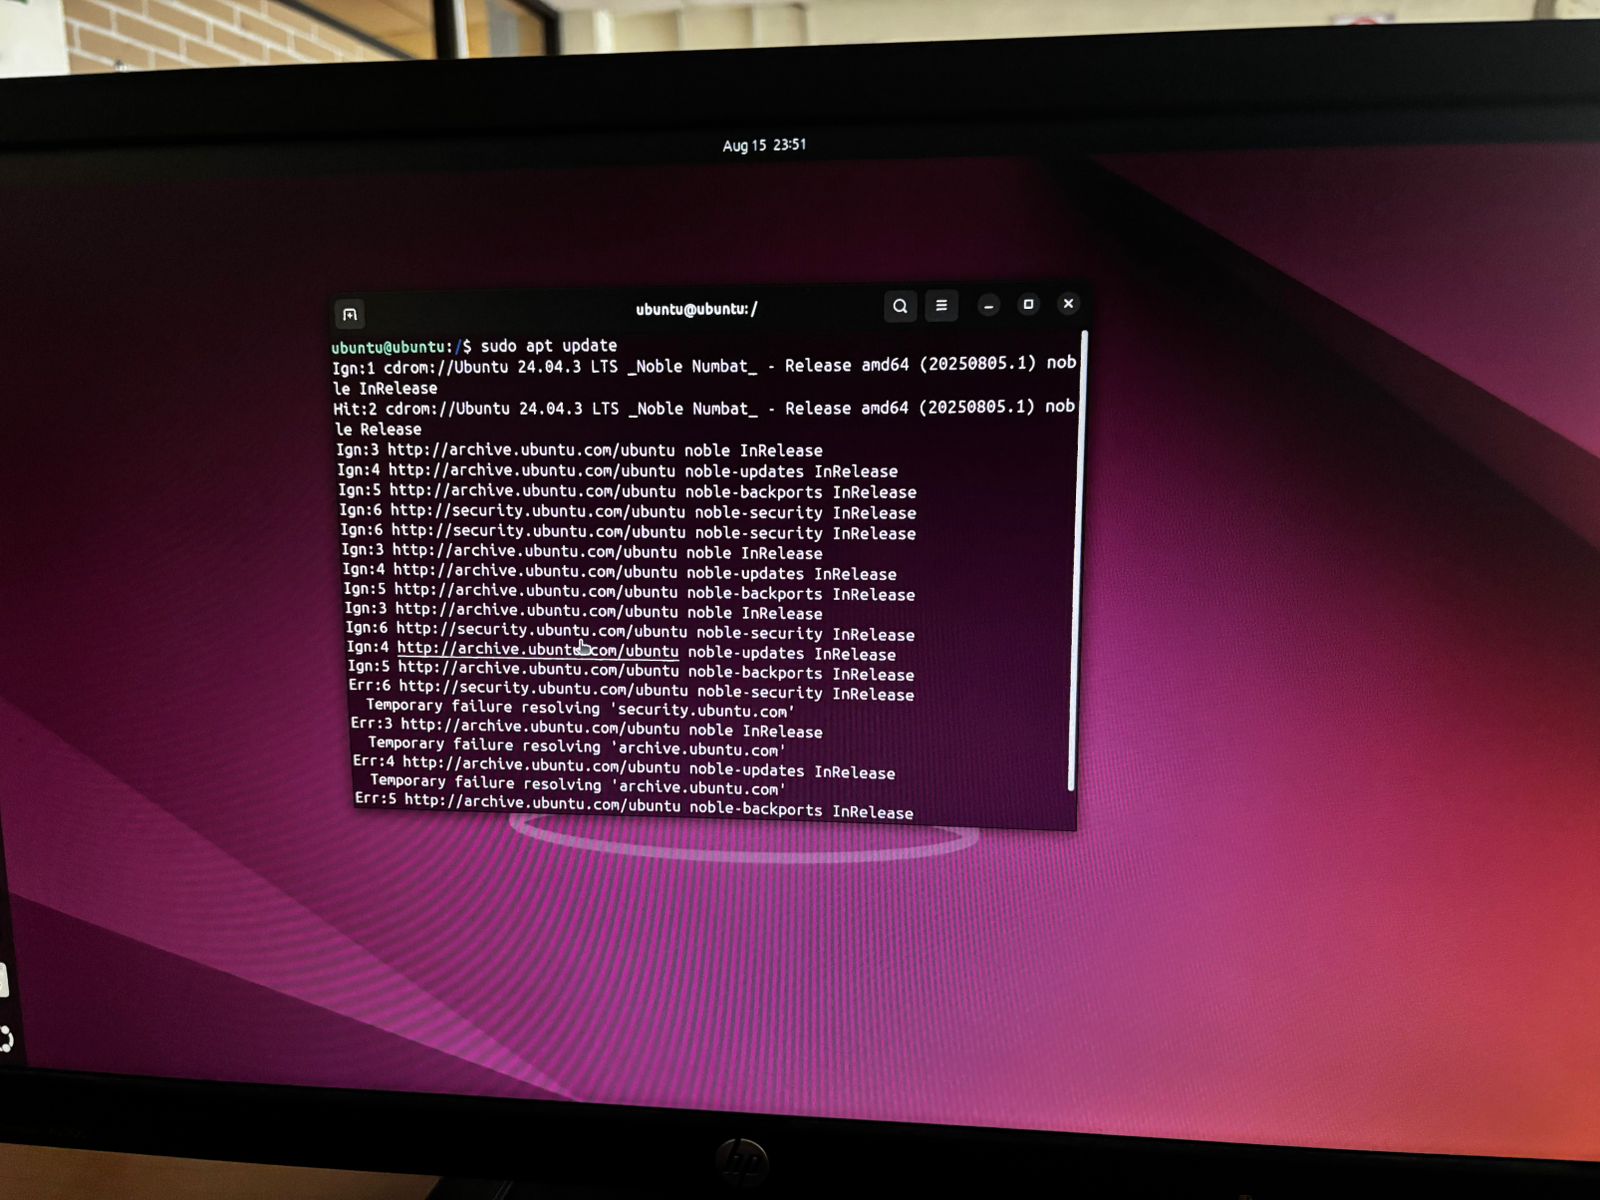 Aug 15 23:51
ubuntu@ubuntu:/
ubuntu@ubuntu:/$ sudo apt update
Ign:1 cdrom://Ubuntu 24.04.3 LTS _Noble Numbat_ - Release amd64 (20250805.1) nob
le InRelease
Hit:2 cdrom://Ubuntu 24.04.3 LTS _Noble Numbat_ - Release amd64 (20250805.1) nob
le Release
Ign:3 http://archive.ubuntu.com/ubuntu noble InRelease
Ign:4 http://archive.ubuntu.com/ubuntu noble-updates InRelease
Ign:5 http://archive.ubuntu.com/ubuntu noble-backports InRelease
Ign:6 http://security.ubuntu.com/ubuntu noble-security InRelease
Ign:6 http://security.ubuntu.com/ubuntu noble-security InRelease
Ign:3 http://archive.ubuntu.com/ubuntu noble InRelease
Ign:4 http://archive.ubuntu.com/ubuntu noble-updates InRelease
Ign:5 http://archive.ubuntu.com/ubuntu noble-backports InRelease
Ign:3 http://archive.ubuntu.com/ubuntu noble InRelease
Ign:6 http://security.ubuntu.com/ubuntu noble-security InRelease
Ign:4 http://archive.ubuntu.com/ubuntu noble-updates InRelease
Ign:5 http://archive.ubuntu.com/ubuntu noble-backports InRelease
Err:6 http://security.ubuntu.com/ubuntu noble-security InRelease
Temporary failure resolving 'security.ubuntu.com'
Err:3 http://archive.ubuntu.com/ubuntu noble InRelease
Temporary failure resolving 'archive.ubuntu.com'
Err:4 http://archive.ubuntu.com/ubuntu noble-updates InRelease
Temporary failure resolving 'archive.ubuntu.com'
Err:5 http://archive.ubuntu.com/ubuntu noble-backports InRelease
hp